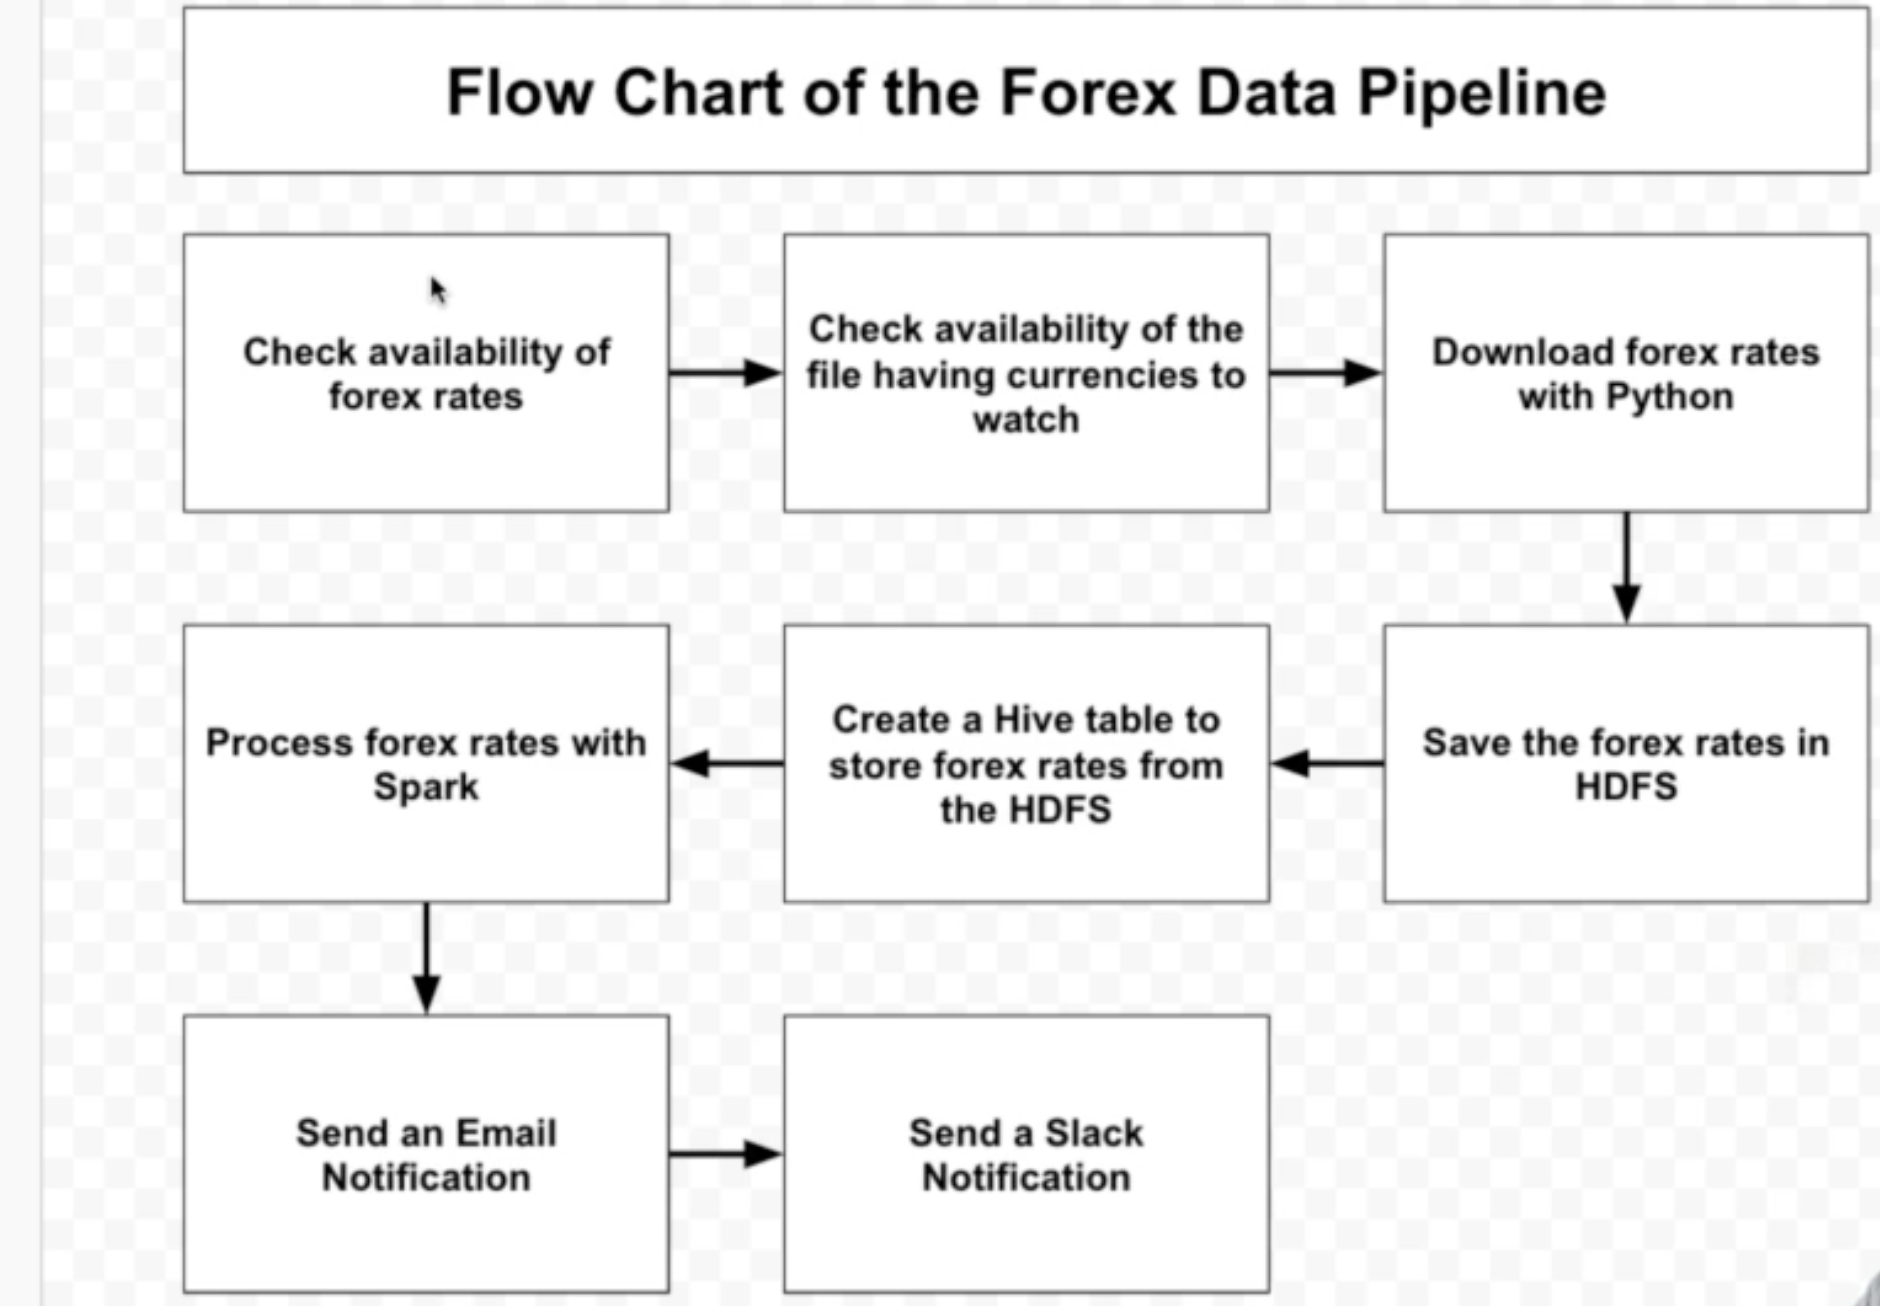 Flow Chart of the Forex Data Pipeline
Check availability of
forex rates
Check availability of the
file having currencies to
watch
Download forex rates
with Python
Save the forex rates in
HDFS
Create a Hive table to
store forex rates from
the HDFS
Process forex rates with
Spark
Send an Email
Notification
Send a Slack
Notification